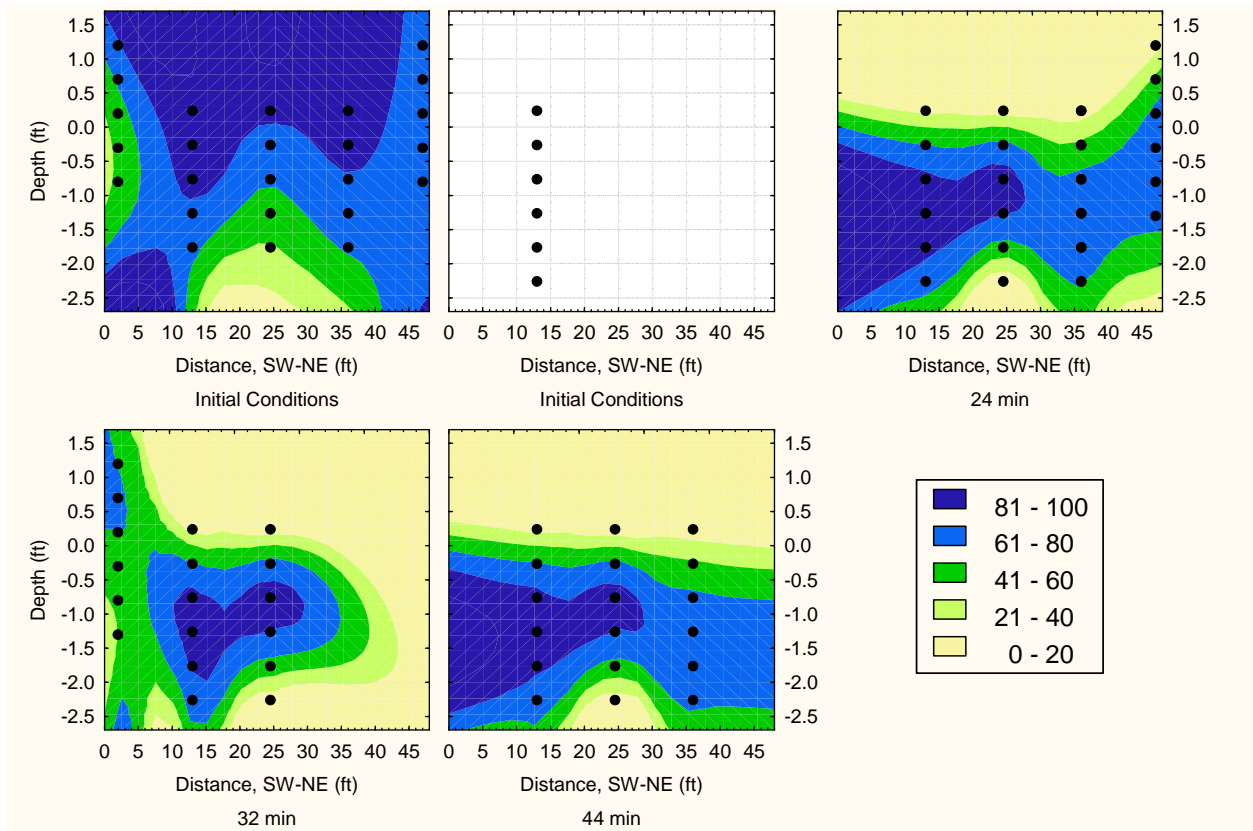 1.5
1.0
0.5
0.0
-0.5
-1.0
-1.5
-2.0
-2.5
Depth (ft)
0 5 10 15 20 25 30 35 40 45
Distance, SW-NE (ft)
Initial Conditions
0 5 10 15 20 25 30 35 40 45
Distance, SW-NE (ft)
Initial Conditions
1.5
1.0
0.5
0.0
-0.5
-1.0
-1.5
-2.0
-2.5
0 5 10 15 20 25 30 35 40 45
Distance, SW-NE (ft)
24 min
1.5
1.0
0.5
0.0
-0.5
-1.0
-1.5
-2.0
-2.5
Depth (ft)
0 5 10 15 20 25 30 35 40 45
Distance, SW-NE (ft)
32 min
1.5
1.0
0.5
0.0
-0.5
-1.0
-1.5
-2.0
-2.5
0 5 10 15 20 25 30 35 40 45
Distance, SW-NE (ft)
44 min
81 - 100
61 - 80
41 - 60
21 - 40
0 - 20